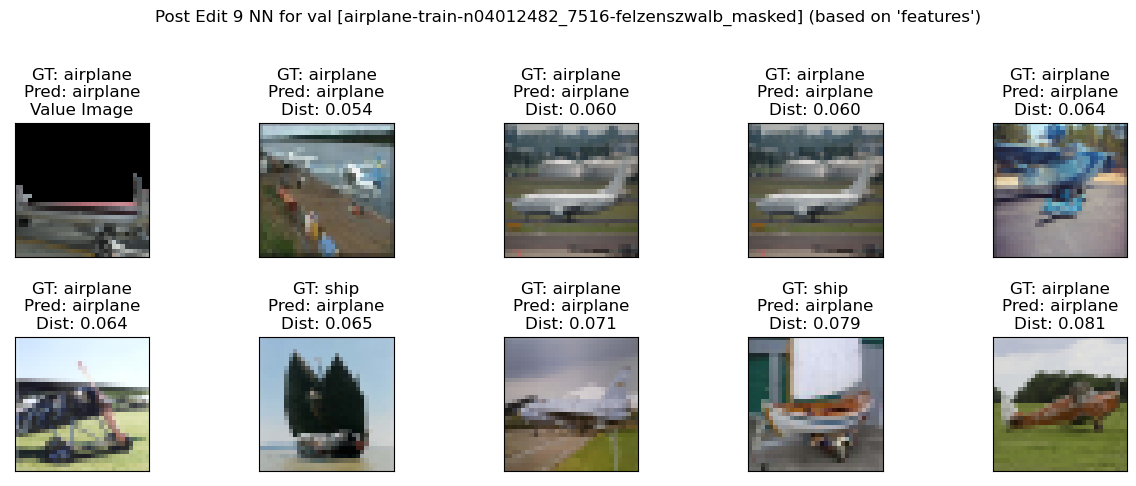 Post Edit 9 NN for val [airplane-train-n04012482_7516-felzenszwalb_masked] (based on 'features')
GT: airplane
Pred: airplane
Value Image
GT: airplane
Pred: airplane
Dist: 0.054
GT: airplane
Pred: airplane
Dist: 0.060
GT: airplane
Pred: airplane
Dist: 0.060
GT: airplane
Pred: airplane
Dist: 0.064
GT: airplane
Pred: airplane
Dist: 0.064
GT: ship
Pred: airplane
Dist: 0.065
GT: airplane
Pred: airplane
Dist: 0.071
GT: ship
Pred: airplane
Dist: 0.079
GT: airplane
Pred: airplane
Dist: 0.081